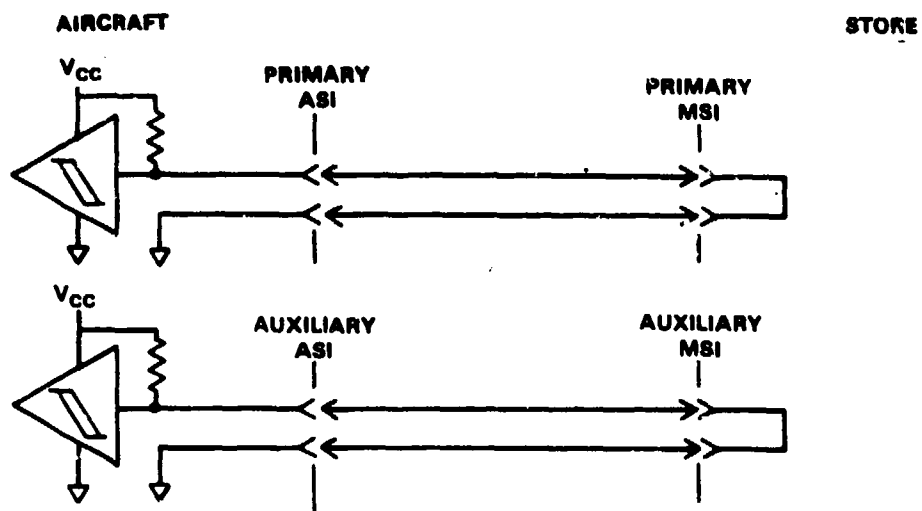 AIRCRAFT
STORE
VCC
PRIMARY
ASI
PRIMARY
MSI
VCC
AUXILIARY
ASI
AUXILIARY
MSI